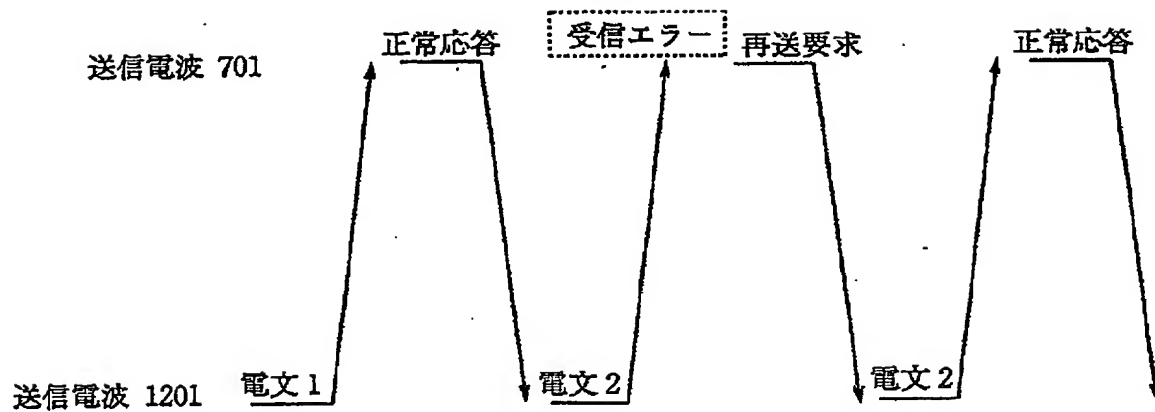 正常応答 受信エラー 再送要求 正常応答
送信電波 701
送信電波 1201 電文1 電文2 電文2